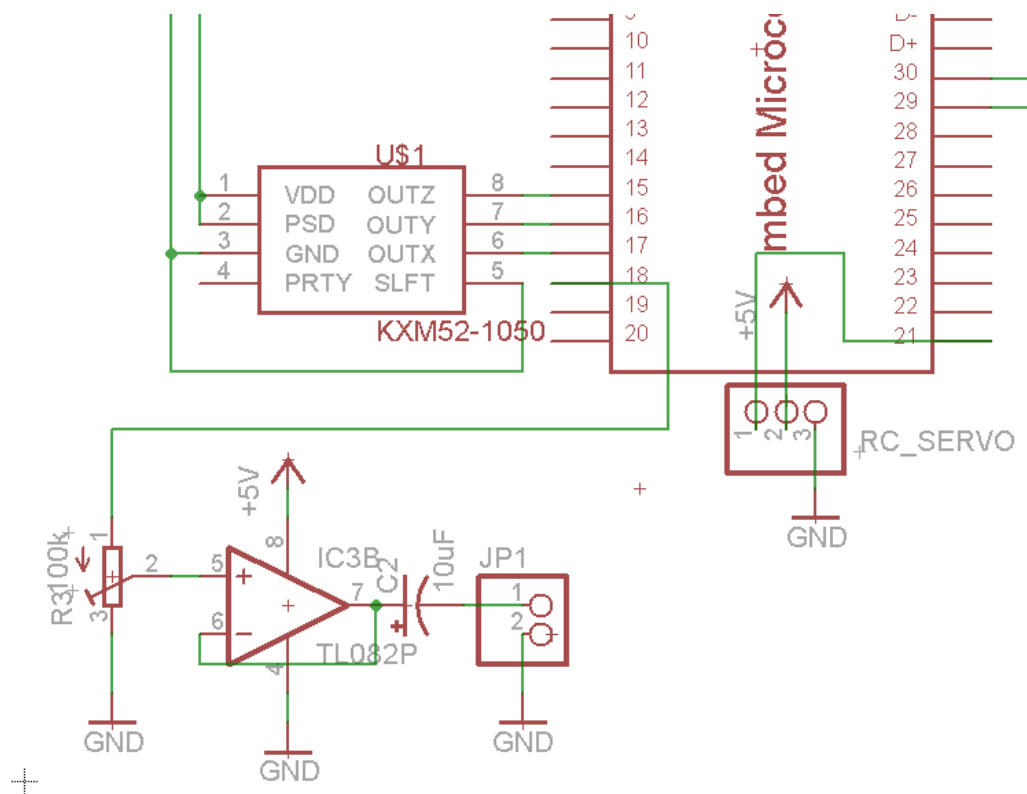 D-
10
D+
11
30
12
29
13
28
14
27
U$1
15
26
16
25
17
24
18
23
19
22
20
21
mbed Microc
1
VDD
OUTZ
8
2
PSD
OUTY
7
3
GND
OUTX
6
4
PRTY
SLFT
5
KXM52-1050
+5V
1
2
3
RC_SERVO
GND
+5V
R3
100k
1
2
3
GND
8
5
+
6
-
7
4
IC3B
TL082P
GND
C2
10uF
+
JP1
1
2
GND